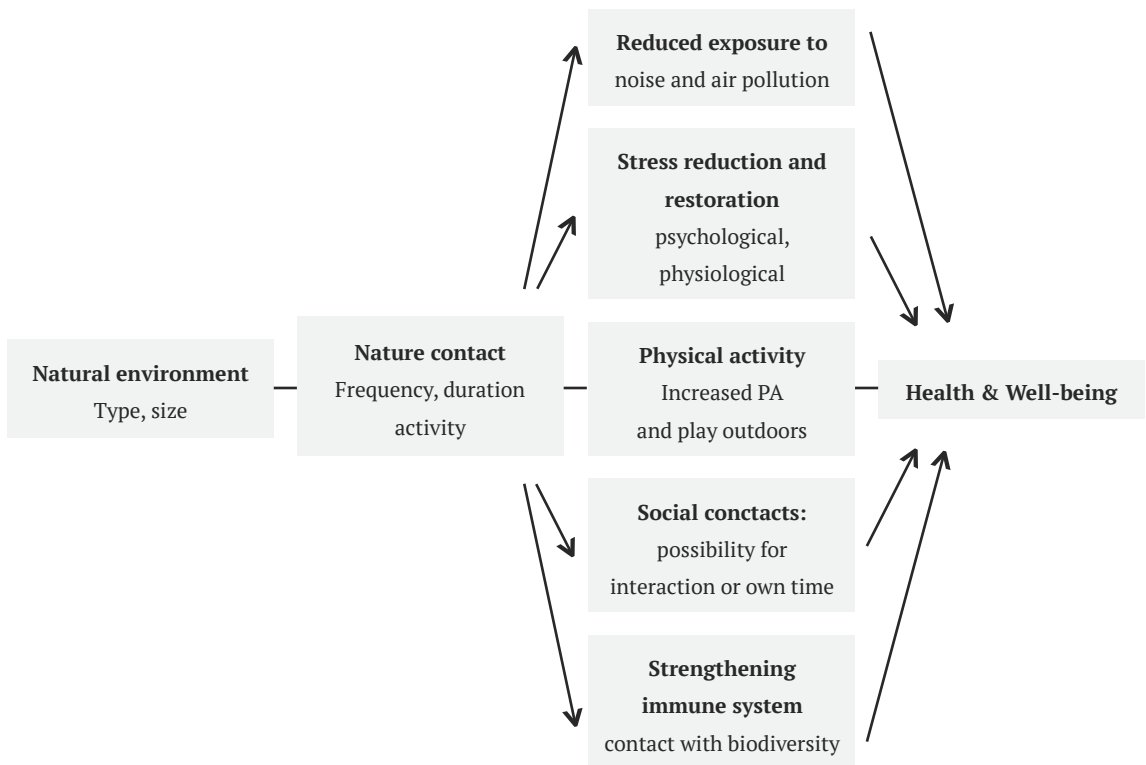 Natural environment
Type, size
Nature contact
Frequency, duration
activity
Reduced exposure to
noise and air pollution
Stress reduction and
restoration
psychological,
physiological
Physical activity
Increased PA
and play outdoors
Social conctacts:
possibility for
interaction or own time
Strengthening
immune system
contact with biodiversity
Health & Well-being